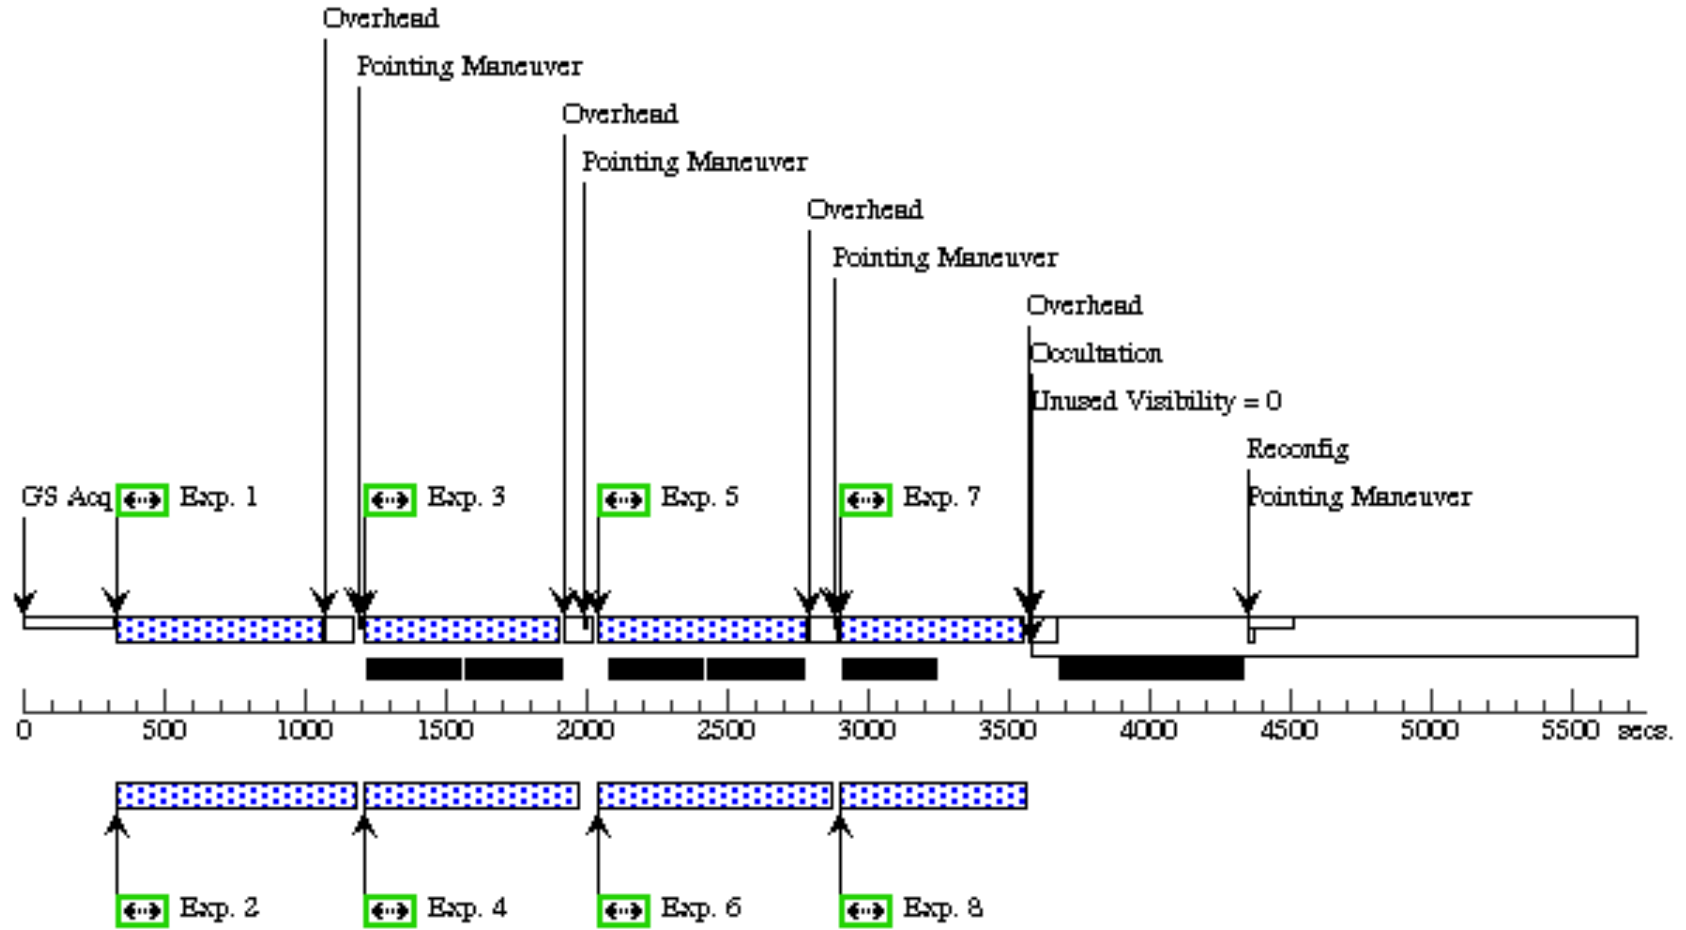 Overhead
Pointing Maneuver
Overhead
Pointing Maneuver
Overhead
Pointing Maneuver
Overhead
Occultation
Unused Visibility = 0
Reconfig
GS Acq Exp. 1 Exp. 3 Exp. 5 Exp. 7 Pointing Maneuver
0 500 1000 1500 2000 2500 3000 3500 4000 4500 5000 5500 secs.
Exp. 2 Exp. 4 Exp. 6 Exp. 8